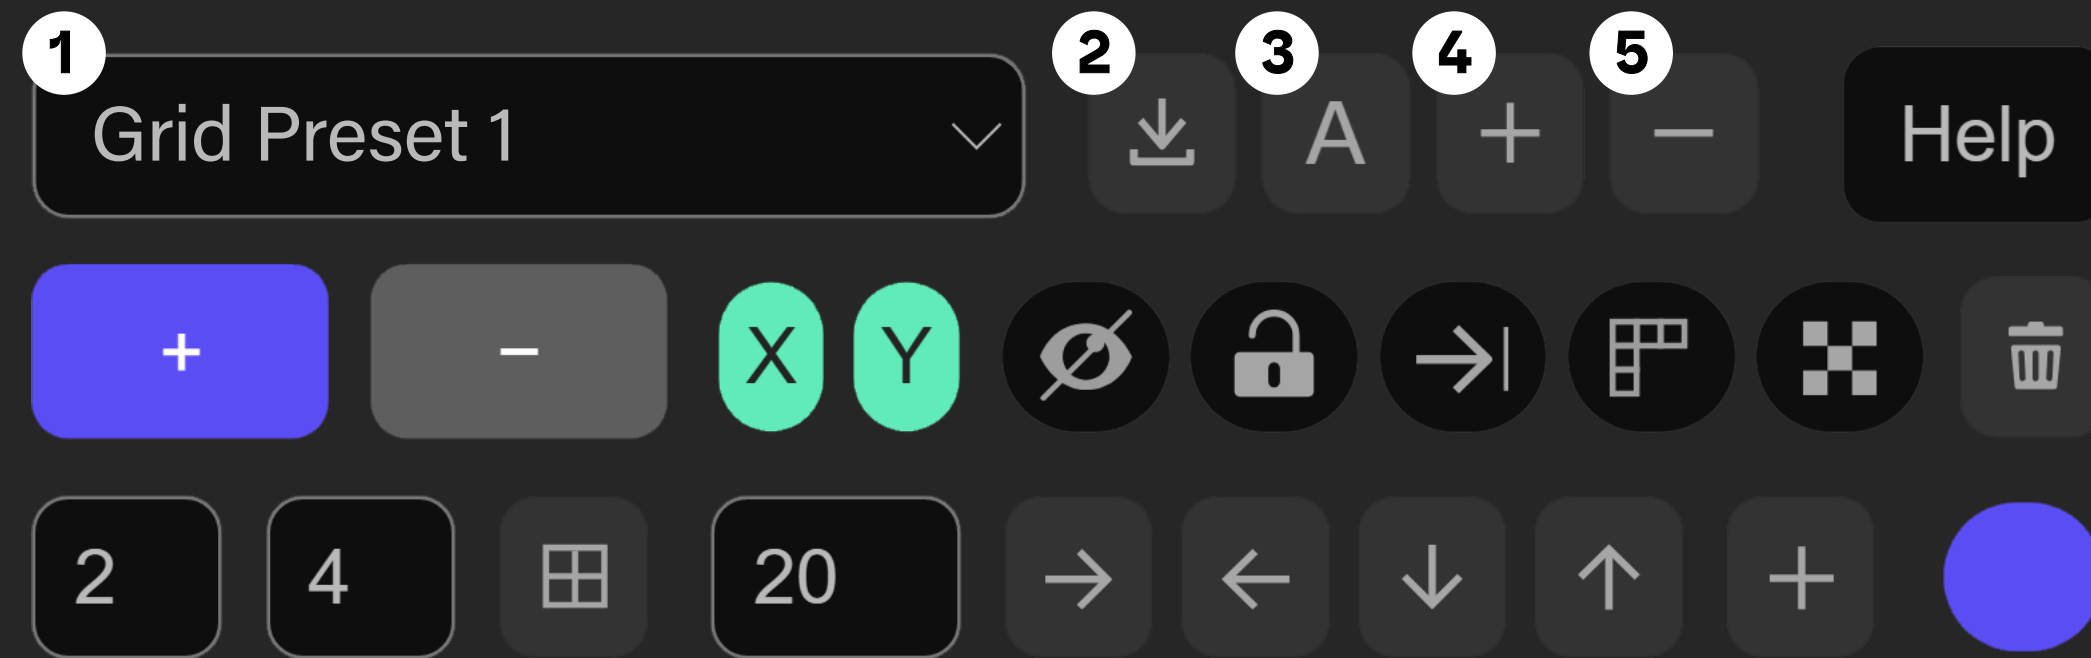 1 2 3 4 5
Grid Preset 1 A + − Help
+ − X Y
2 4 20 +